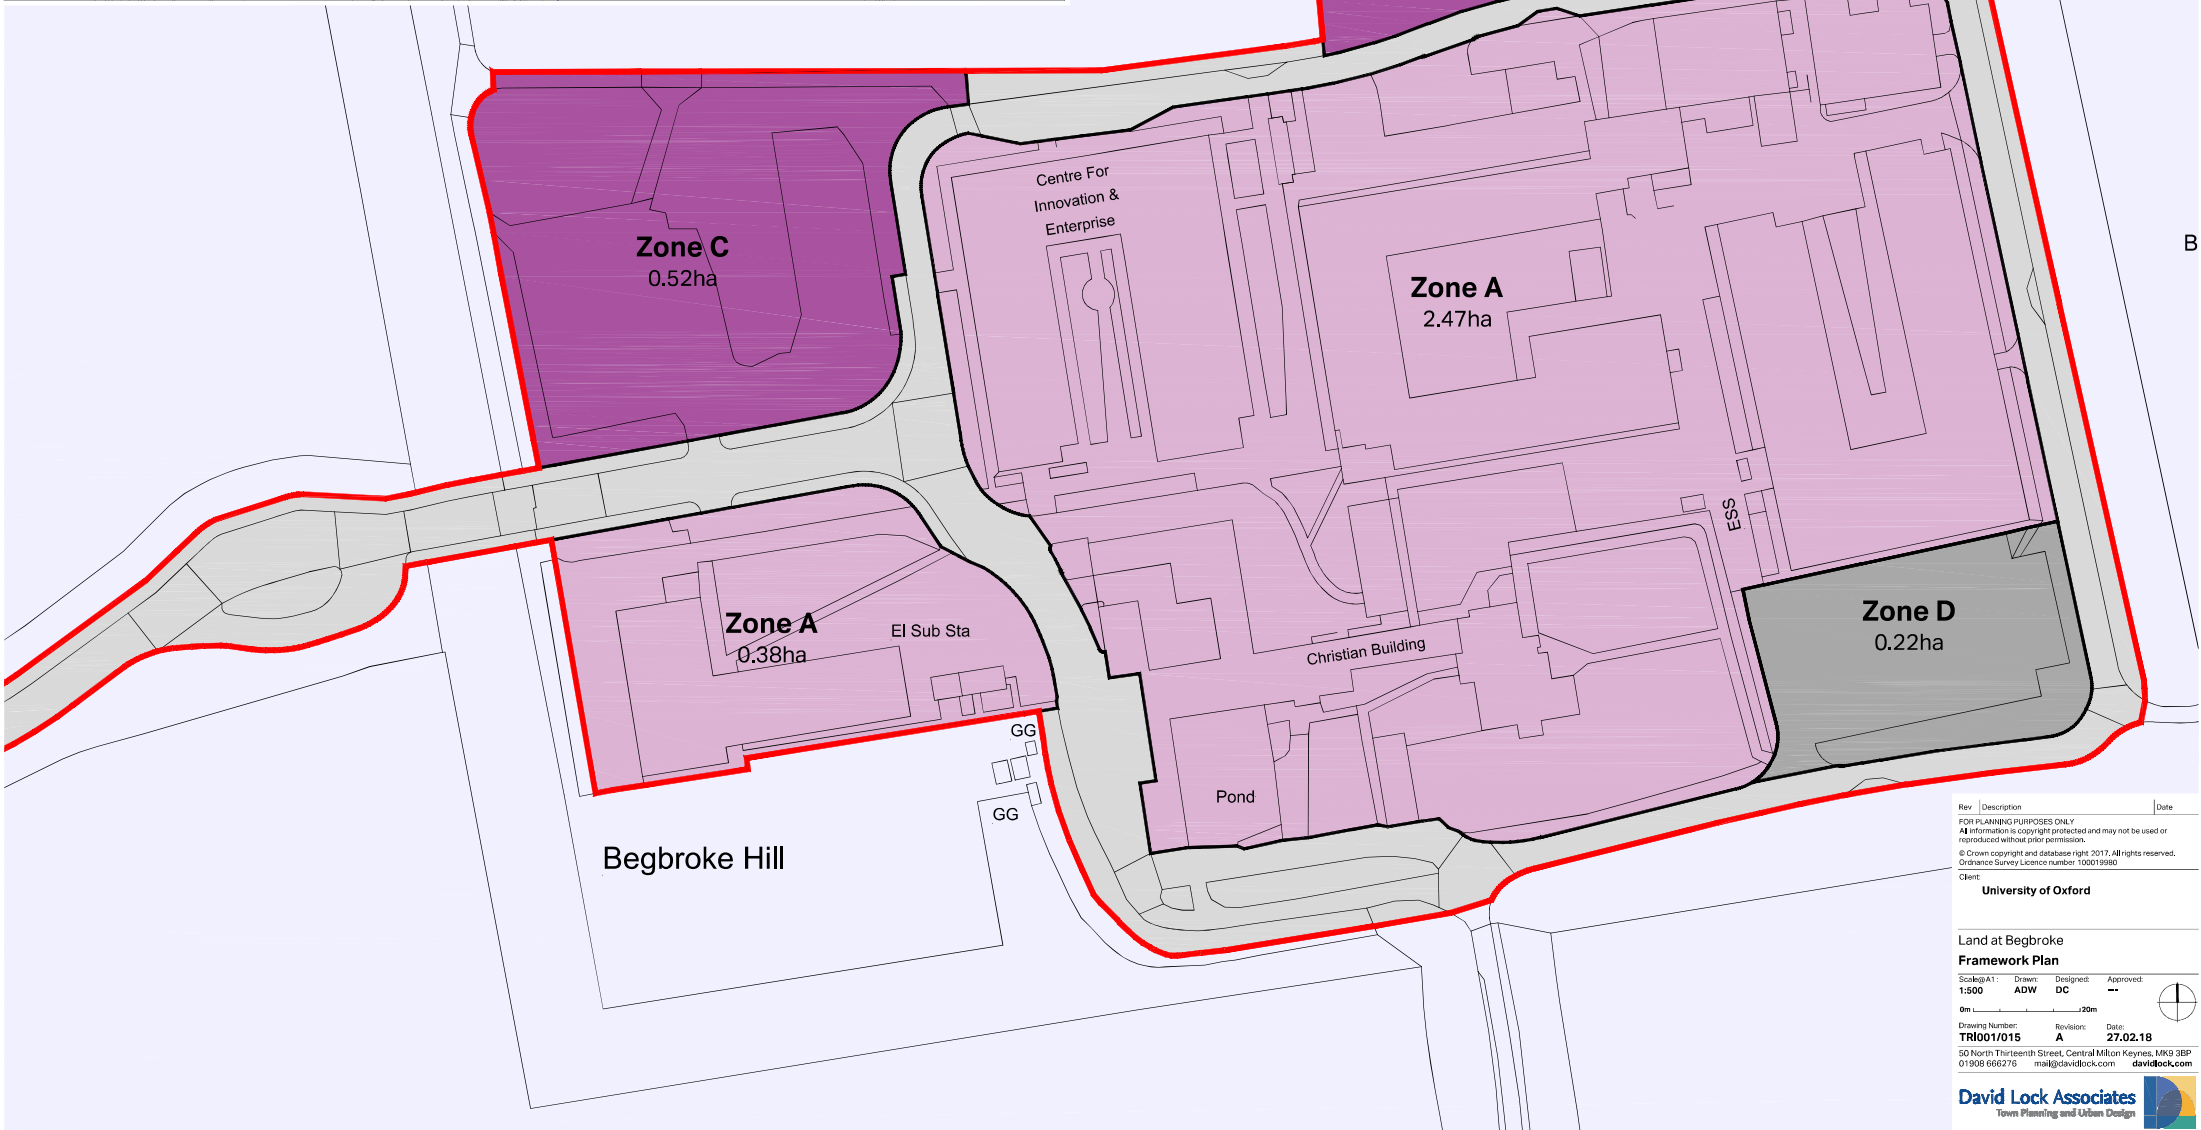 Centre For
Innovation &
Enterprise
Zone C
0.52ha
Zone A
2.47ha
B
ESS
Zone D
0.22ha
Zone A
0.38ha
El Sub Sta
Christian Building
GG
GG
Pond
Begbroke Hill
Rev Description Date
FOR PLANNING PURPOSES ONLY
All information is copyright protected and may not be used or
reproduced without prior permission.
© Crown copyright and database right 2017. All rights reserved.
Ordnance Survey Licence number 100019980
Client:
University of Oxford
Land at Begbroke
Framework Plan
Scale@A1: Drawn: Designed: Approved:
1:500 ADW DC --
0m 20m
Drawing Number: Revision: Date:
TRI001/015 A 27.02.18
50 North Thirteenth Street, Central Milton Keynes, MK9 3BP
01908 666276 mail@davidlock.com davidlock.com
David Lock Associates
Town Planning and Urban Design